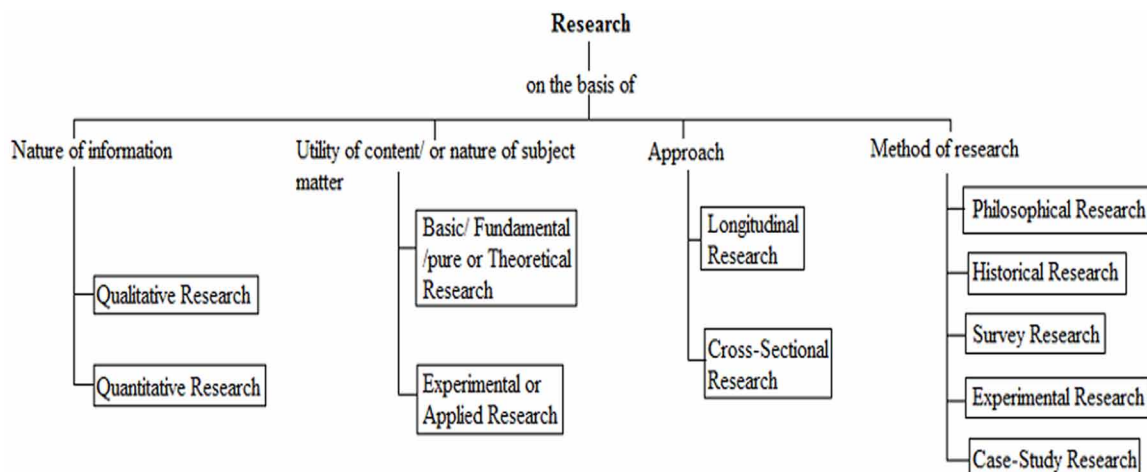 Research
on the basis of
Nature of information
Qualitative Research
Quantitative Research
Utility of content/ or nature of subject
matter
Basic/ Fundamental
/pure or Theoretical
Research
Experimental or
Applied Research
Approach
Longitudinal
Research
Cross-Sectional
Research
Method of research
Philosophical Research
Historical Research
Survey Research
Experimental Research
Case-Study Research